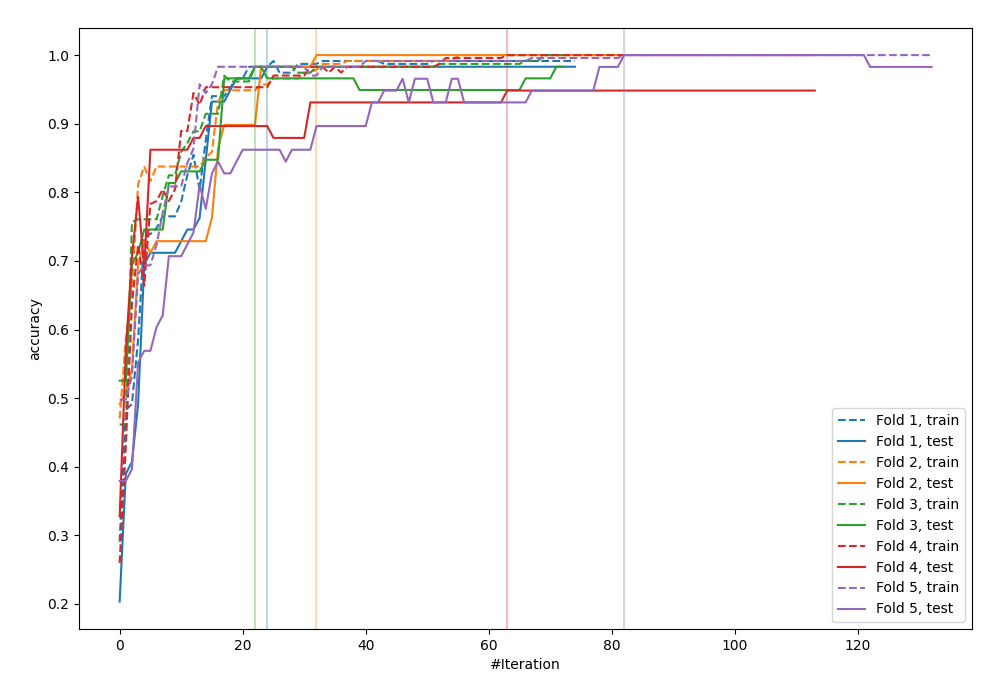 1.0
0.9
0.8
0.7
0.6
0.5
0.4
0.3
0.2
accuracy
0
20
40
60
80
100
120
#Iteration
Fold 1, train
Fold 1, test
Fold 2, train
Fold 2, test
Fold 3, train
Fold 3, test
Fold 4, train
Fold 4, test
Fold 5, train
Fold 5, test